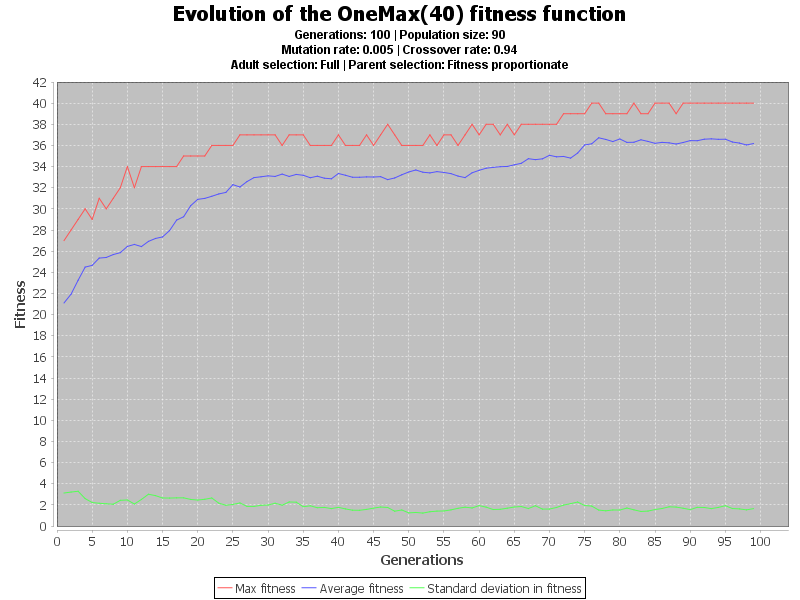 Evolution of the OneMax(40) fitness function
Generations: 100 | Population size: 90
Mutation rate: 0.005 | Crossover rate: 0.94
Adult selection: Full | Parent selection: Fitness proportionate
42
40
38
36
34
32
30
28
26
24
22
20
18
16
14
12
10
8
6
4
2
0
Fitness
0 5 10 15 20 25 30 35 40 45 50 55 60 65 70 75 80 85 90 95 100
Generations
Max fitness Average fitness Standard deviation in fitness